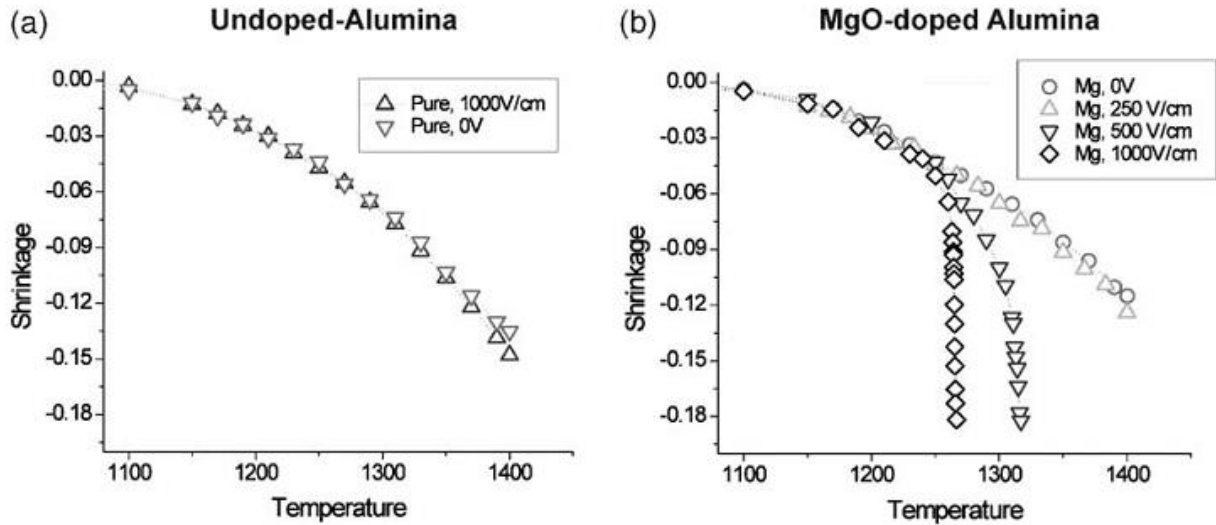 (a) Undoped-Alumina
0.00
-0.03
-0.06
-0.09
-0.12
-0.15
-0.18
Shrinkage
Pure, 1000V/cm
Pure, 0V
1100 1200 1300 1400
Temperature
(b) MgO-doped Alumina
0.00
-0.03
-0.06
-0.09
-0.12
-0.15
-0.18
Shrinkage
Mg, 0V
Mg, 250 V/cm
Mg, 500 V/cm
Mg, 1000V/cm
1100 1200 1300 1400
Temperature